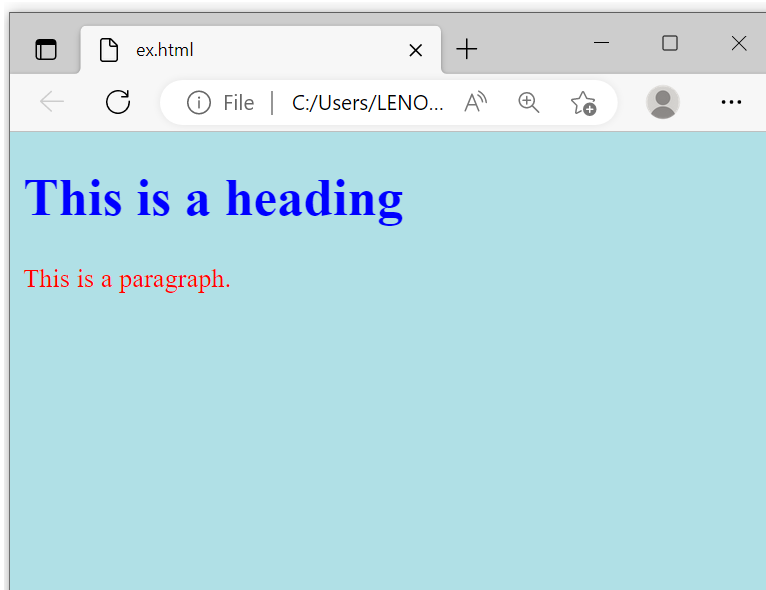 ex.html
File | C:/Users/LENO...
This is a heading
This is a paragraph.